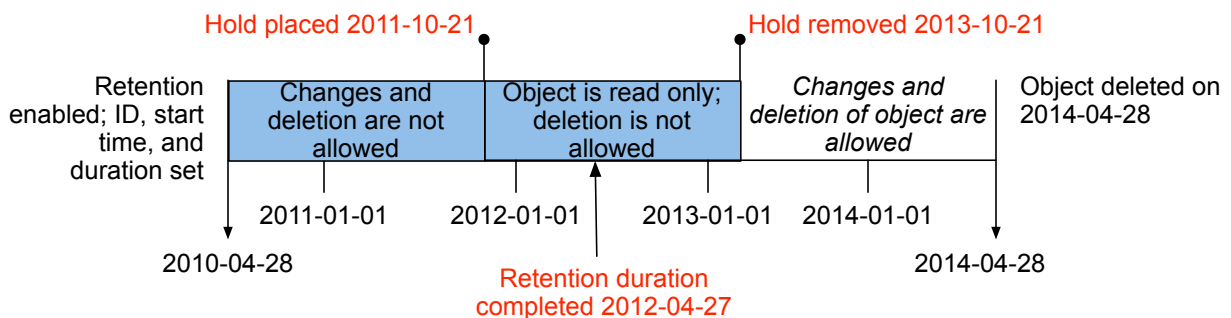 Hold placed 2011-10-21
Hold removed 2013-10-21
Retention
enabled; ID, start
time, and
duration set
Changes and
deletion are not
allowed
Object is read only;
deletion is not
allowed
Changes and
deletion of object are
allowed
Object deleted on
2014-04-28
2011-01-01
2012-01-01
2013-01-01
2014-01-01
2010-04-28
2014-04-28
Retention duration
completed 2012-04-27